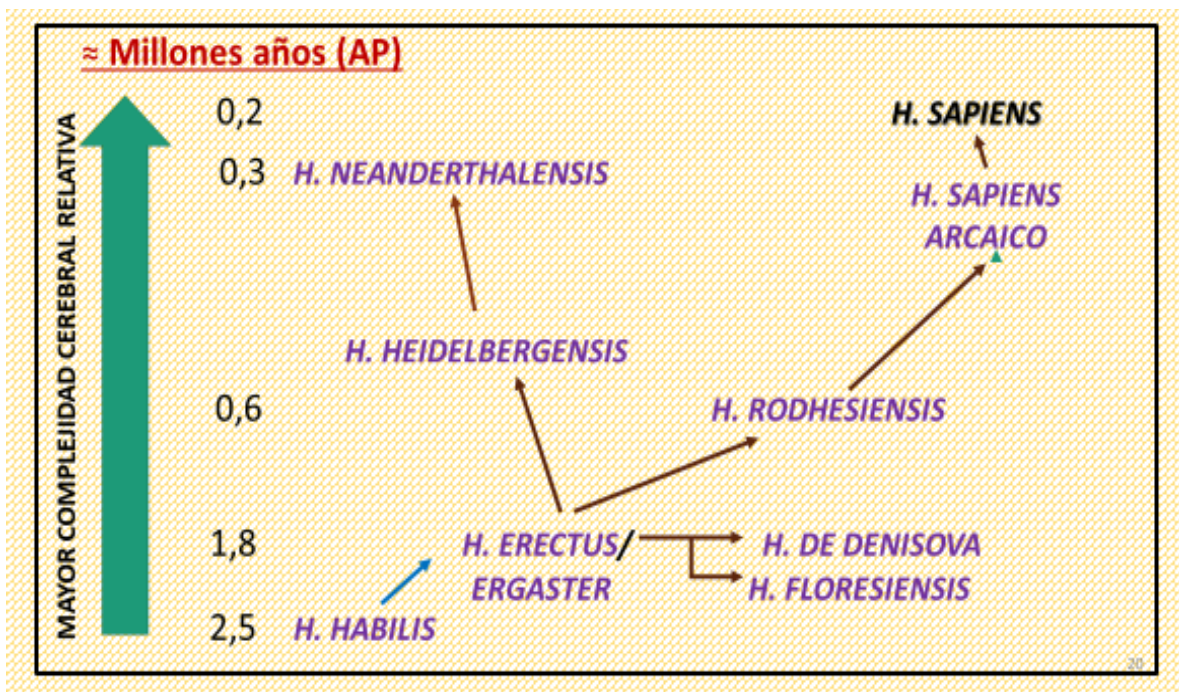 ≈ Millones años (AP)
MAYOR COMPLEJIDAD CEREBRAL RELATIVA
0,2
H. SAPIENS
0,3 H. NEANDERTHALENSIS
H. SAPIENS
ARCAICO
H. HEIDELBERGENSIS
0,6
H. RODHESIENSIS
1,8
H. ERECTUS/
ERGASTER
H. DE DENISOVA
H. FLORESIENSIS
2,5 H. HABILIS
20